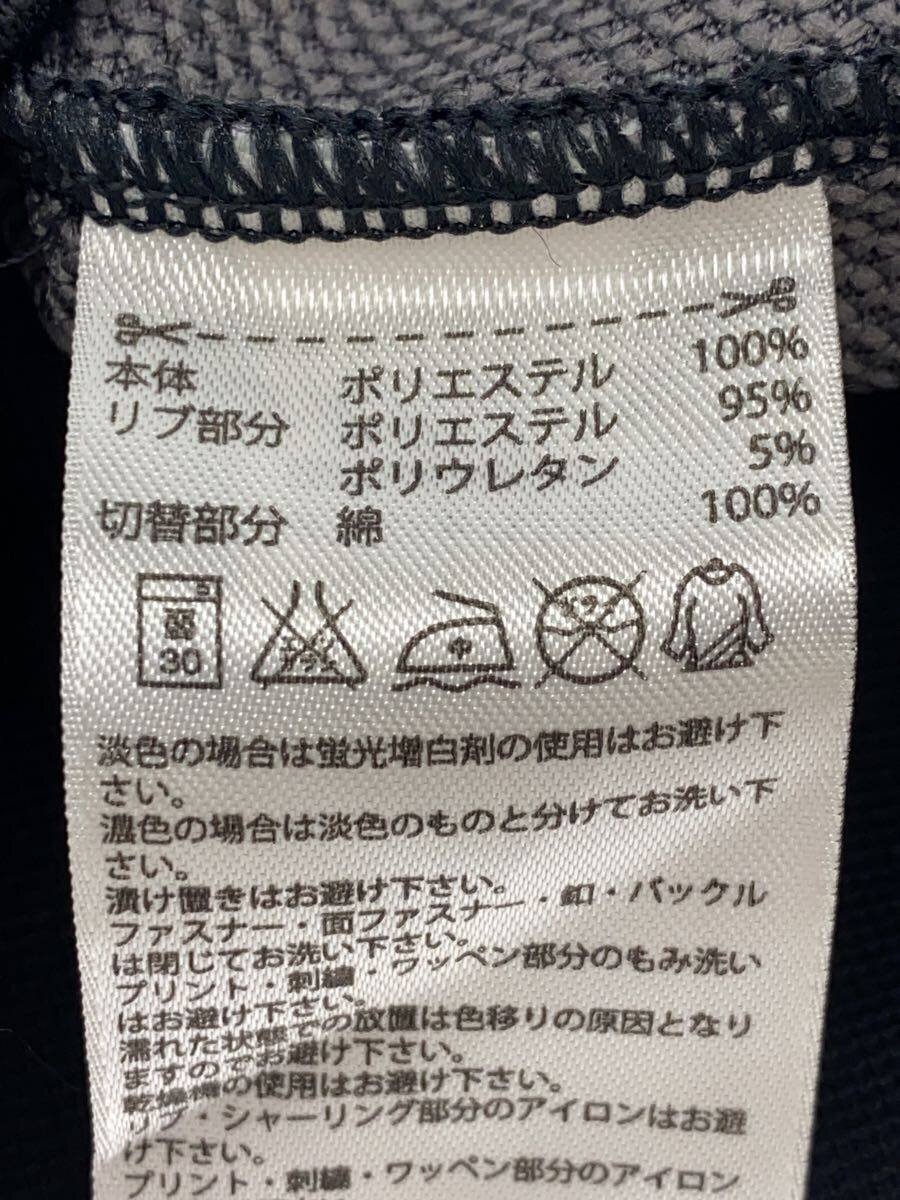 本体 ポリエステル 100%
リブ部分 ポリエステル 95%
ポリウレタン 5%
切替部分 綿 100%
弱 30 エンソサラシ 中 ドライ
淡色の場合は蛍光増白剤の使用はお避け下
さい。
濃色の場合は淡色のものと分けてお洗い下
さい。
漬け置きはお避け下さい。
ファスナー・面ファスナー・釦・バックル
は閉じてお洗い下さい。
プリント・刺繍・ワッペン部分のもみ洗い
はお避け下さい。
濡れた状態での放置は色移りの原因となり
ますのでお避け下さい。
乾燥機の使用はお避け下さい。
リブ・シャーリング部分のアイロンはお避
け下さい。
プリント・刺繍・ワッペン部分のアイロン